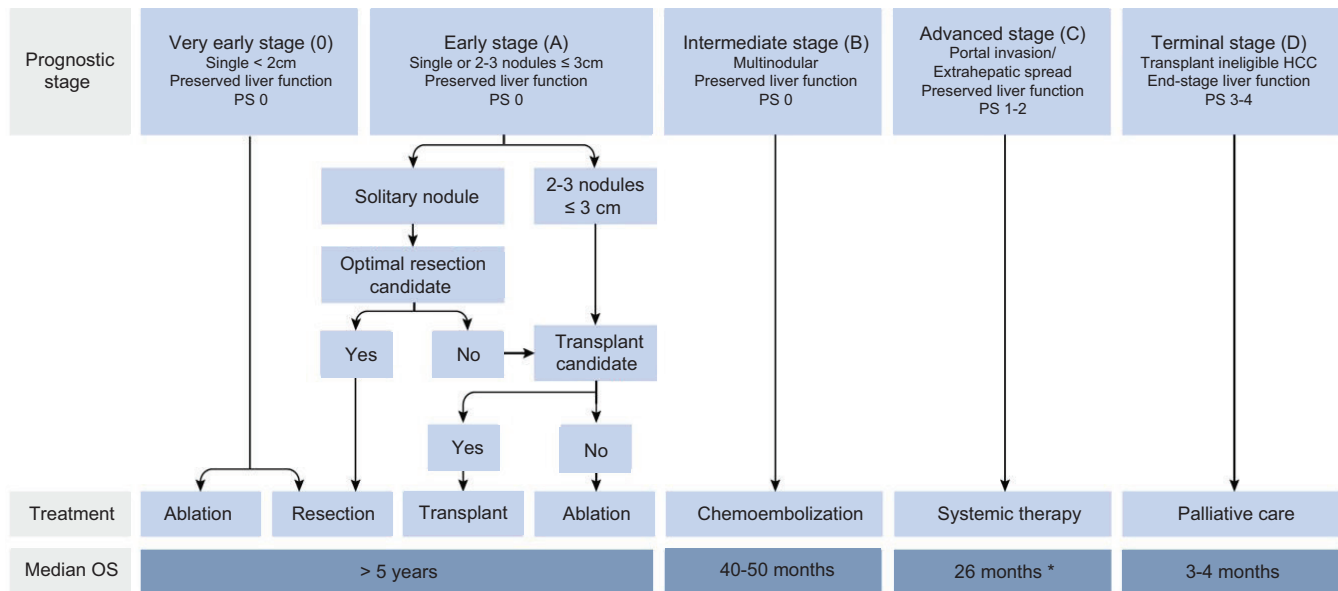 Prognostic
stage
Very early stage (0)
Single < 2cm
Preserved liver function
PS 0
Early stage (A)
Single or 2-3 nodules ≤ 3cm
Preserved liver function
PS 0
Intermediate stage (B)
Multinodular
Preserved liver function
PS 0
Advanced stage (C)
Portal invasion/
Extrahepatic spread
Preserved liver function
PS 1-2
Terminal stage (D)
Transplant ineligible HCC
End-stage liver function
PS 3-4
Solitary nodule
2-3 nodules
≤ 3 cm
Optimal resection
candidate
Yes
No
Transplant
candidate
Yes
No
Treatment
Ablation
Resection
Transplant
Ablation
Chemoembolization
Systemic therapy
Palliative care
Median OS
> 5 years
40-50 months
26 months *
3-4 months